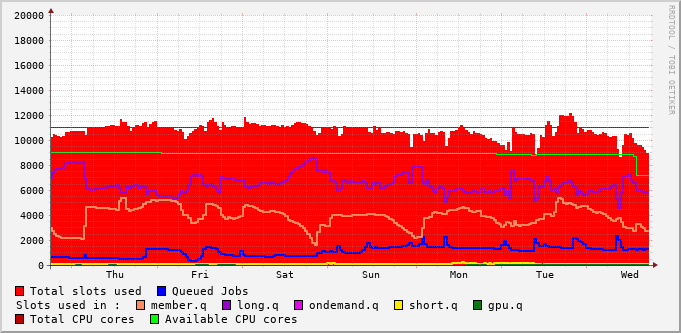 20000
18000
16000
14000
12000
10000
8000
6000
4000
2000
0
Thu Fri Sat Sun Mon Tue Wed
RRDTOOL / TOBI OETIKER
Total slots used Queued Jobs
Slots used in : member.q long.q ondemand.q short.q gpu.q
Total CPU cores Available CPU cores